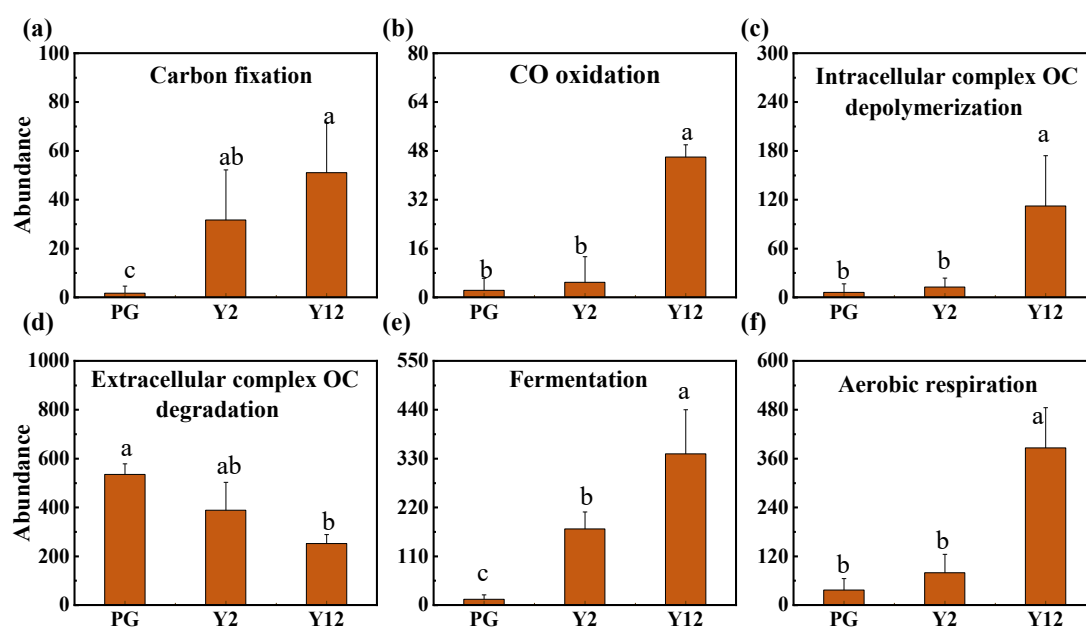 (a)
Carbon fixation
Abundance
100
80
60
40
20
0
c
ab
a
PG
Y2
Y12
(b)
CO oxidation
80
64
48
32
16
0
b
b
a
PG
Y2
Y12
(c)
Intracellular complex OC
depolymerization
300
240
180
120
60
0
b
b
a
PG
Y2
Y12
(d)
Extracellular complex OC
degradation
Abundance
1000
800
600
400
200
0
a
ab
b
PG
Y2
Y12
(e)
Fermentation
550
440
330
220
110
0
c
b
a
PG
Y2
Y12
(f)
Aerobic respiration
600
480
360
240
120
0
b
b
a
PG
Y2
Y12